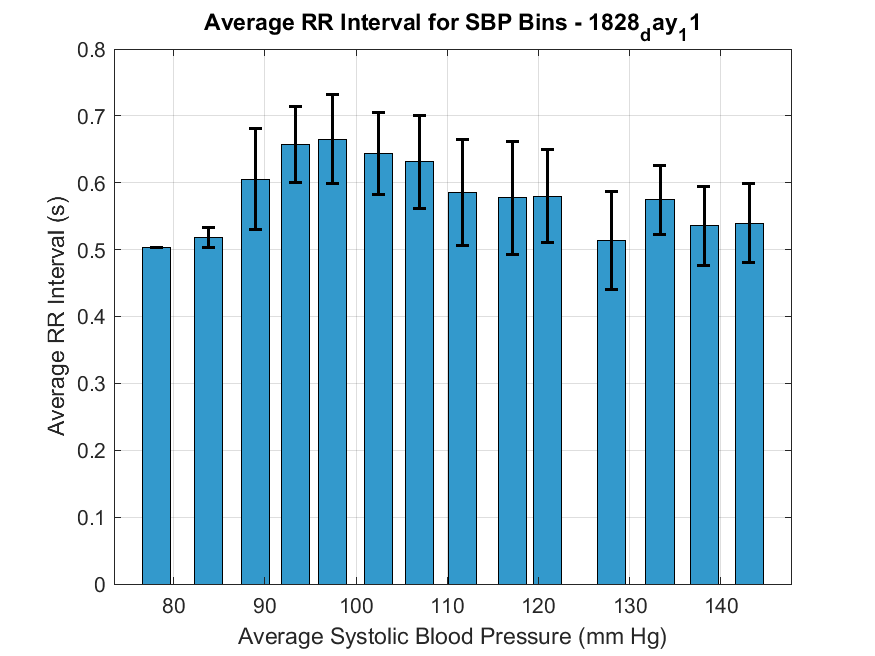 Average RR Interval for SBP Bins - 1828_day_11
0.8
0.7
0.6
0.5
0.4
0.3
0.2
0.1
0
Average RR Interval (s)
80 90 100 110 120 130 140
Average Systolic Blood Pressure (mm Hg)